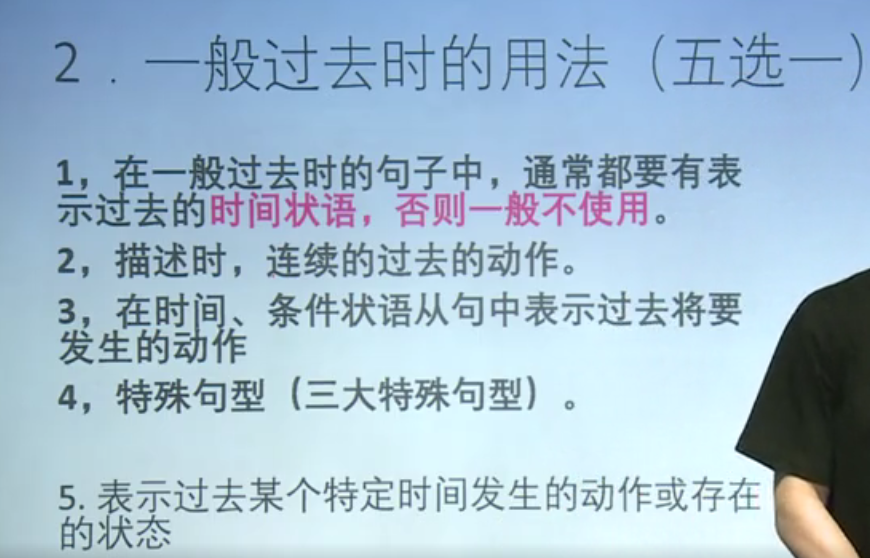 2．一般过去时的用法（五选一）
1，在一般过去时的句子中，通常都要有表
示过去的时间状语，否则一般不使用。
2，描述时，连续的过去的动作。
3，在时间、条件状语从句中表示过去将要
发生的动作
4，特殊句型（三大特殊句型）。
5. 表示过去某个特定时间发生的动作或存在
的状态